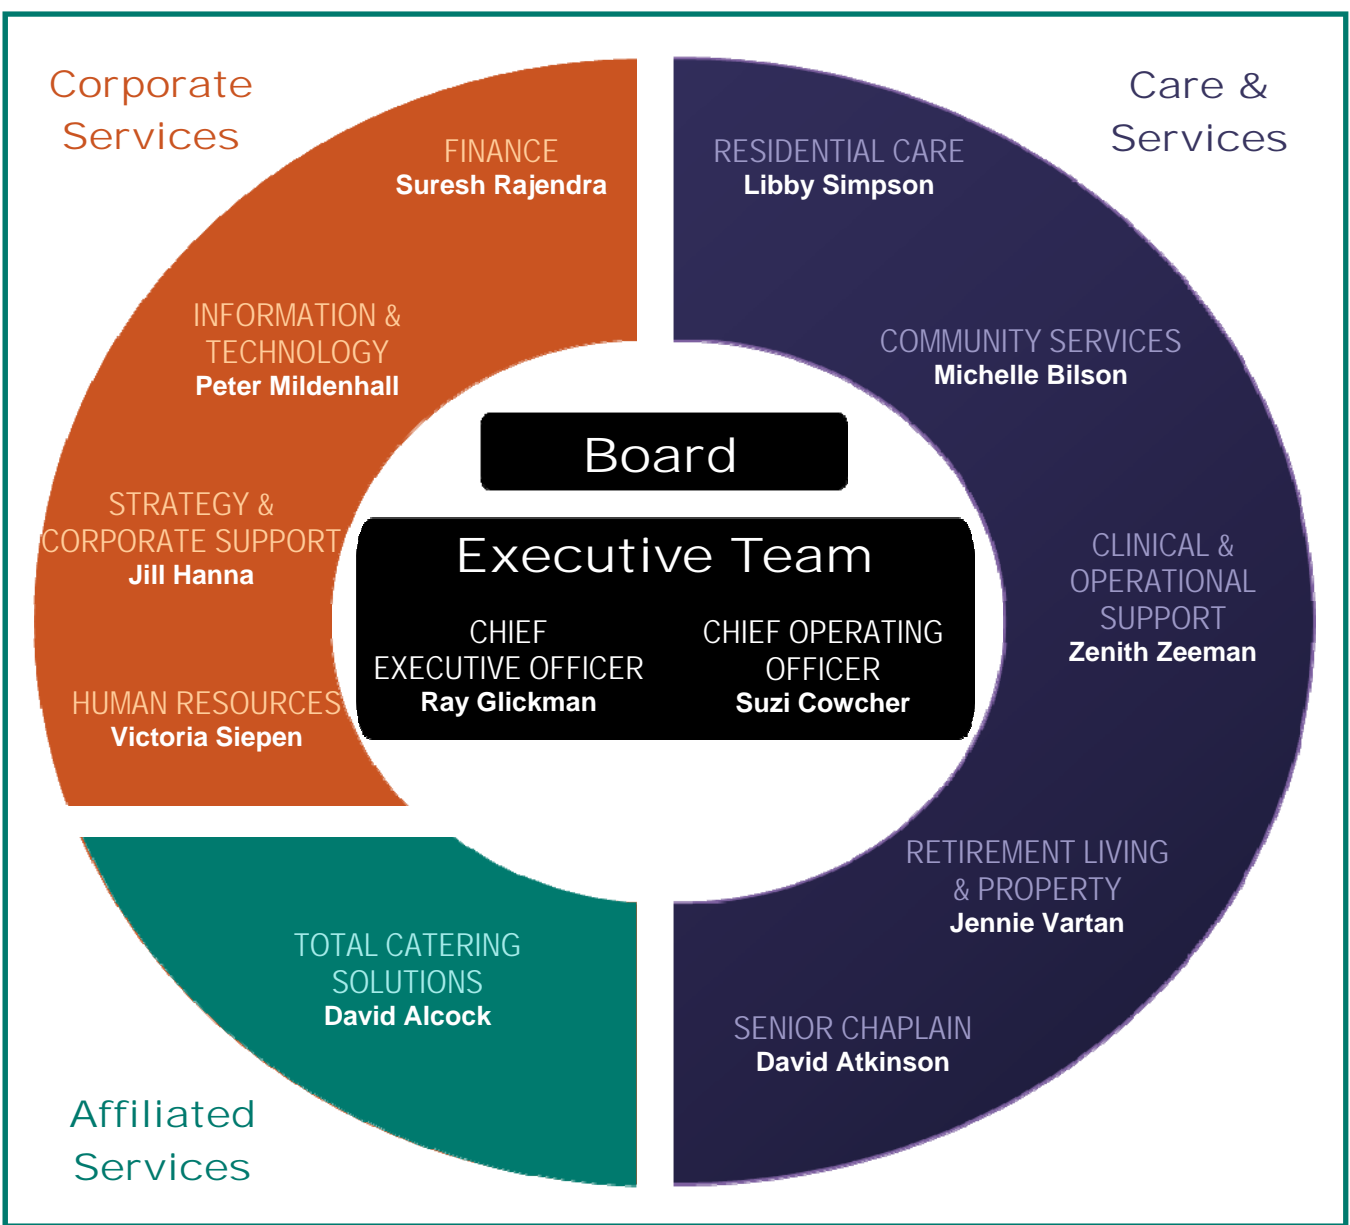 Corporate
Services
FINANCE
Suresh Rajendra
INFORMATION &
TECHNOLOGY
Peter Mildenhall
STRATEGY &
CORPORATE SUPPORT
Jill Hanna
HUMAN RESOURCES
Victoria Siepen
Care &
Services
RESIDENTIAL CARE
Libby Simpson
COMMUNITY SERVICES
Michelle Bilson
CLINICAL &
OPERATIONAL
SUPPORT
Zenith Zeeman
RETIREMENT LIVING
& PROPERTY
Jennie Vartan
SENIOR CHAPLAIN
David Atkinson
Board
Executive Team
CHIEF
EXECUTIVE OFFICER
Ray Glickman
CHIEF OPERATING
OFFICER
Suzi Cowcher
TOTAL CATERING
SOLUTIONS
David Alcock
Affiliated
Services